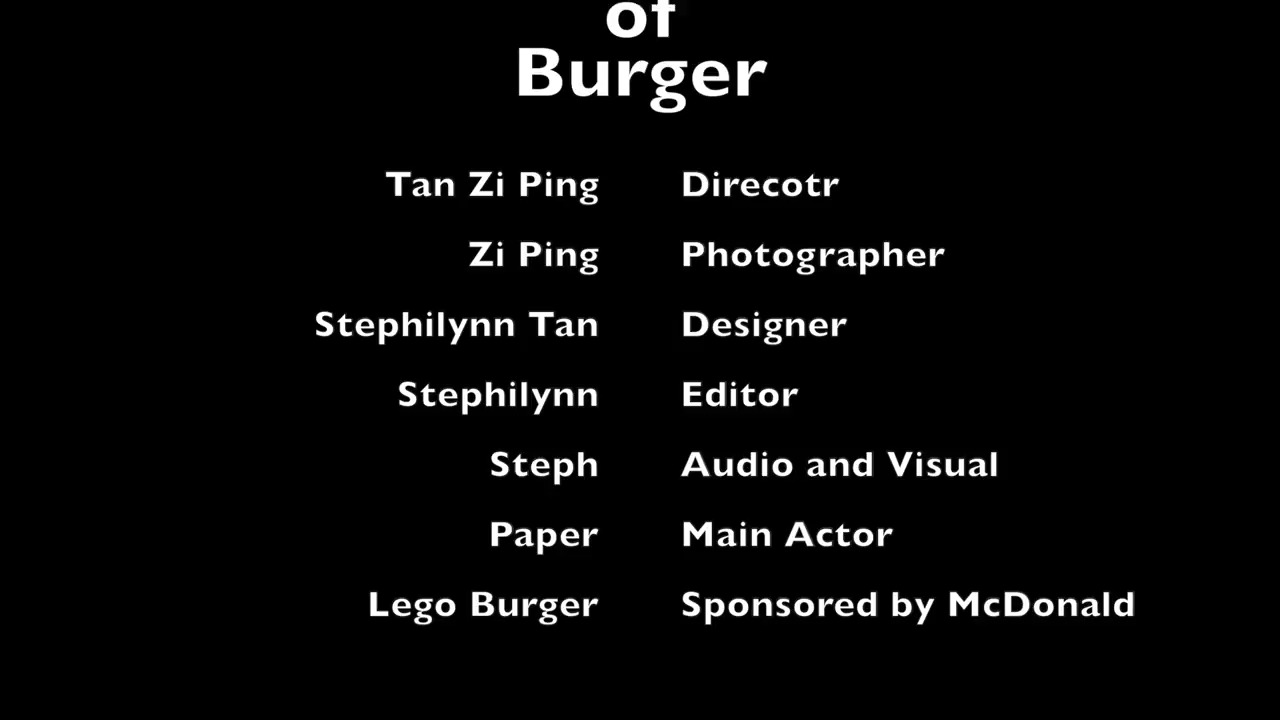 of
Burger
Tan Zi Ping Direcotr
Zi Ping Photographer
Stephilynn Tan Designer
Stephilynn Editor
Steph Audio and Visual
Paper Main Actor
Lego Burger Sponsored by McDonald